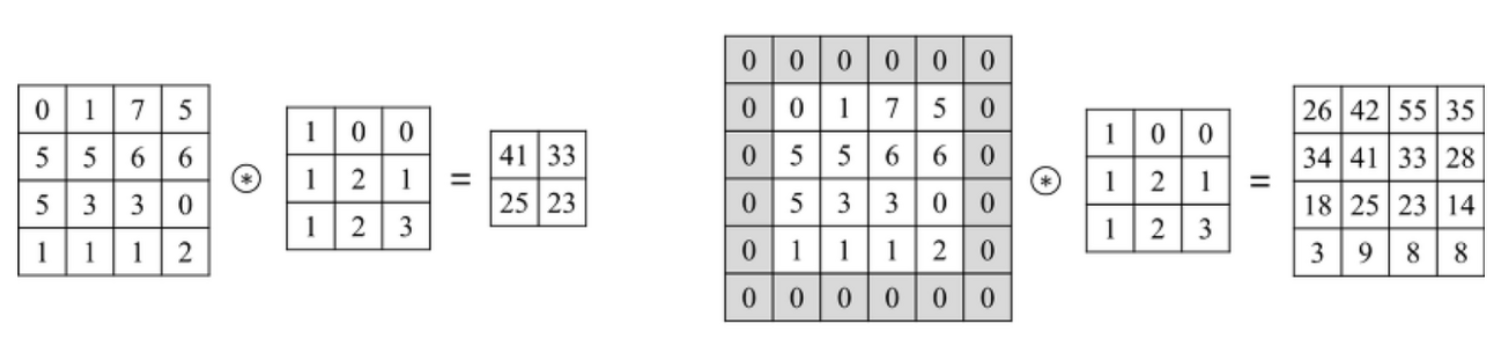 0 1 7 5
5 5 6 6
5 3 3 0
1 1 1 2
⊛
1 0 0
1 2 1
1 2 3
=
41 33
25 23
0 0 0 0 0 0
0 0 1 7 5 0
0 5 5 6 6 0
0 5 3 3 0 0
0 1 1 1 2 0
0 0 0 0 0 0
⊛
1 0 0
1 2 1
1 2 3
=
26 42 55 35
34 41 33 28
18 25 23 14
3 9 8 8